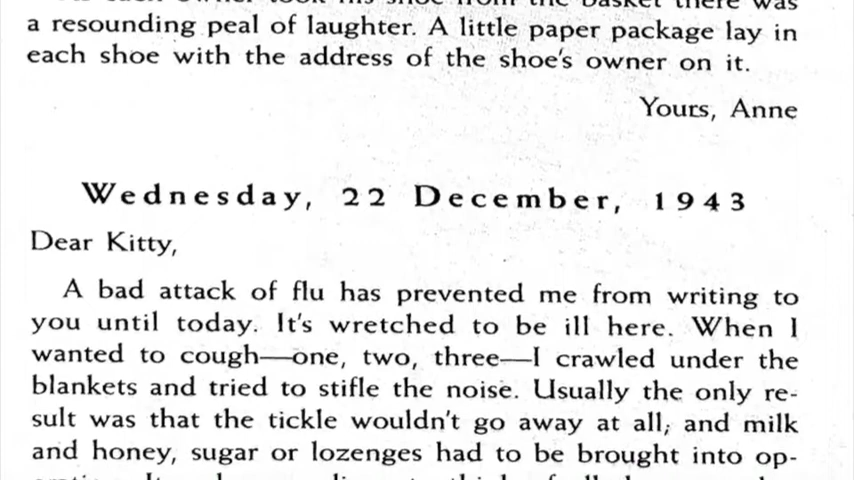 a resounding peal of laughter. A little paper package lay in
each shoe with the address of the shoe's owner on it.
Yours, Anne
Wednesday, 22 December, 1943
Dear Kitty,
A bad attack of flu has prevented me from writing to
you until today. It's wretched to be ill here. When I
wanted to cough—one, two, three—I crawled under the
blankets and tried to stifle the noise. Usually the only re-
sult was that the tickle wouldn't go away at all; and milk
and honey, sugar or lozenges had to be brought into op-